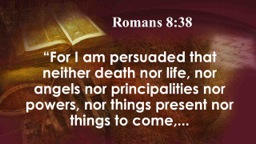 Romans 8:38
“For I am persuaded that
neither death nor life, nor
angels nor principalities nor
powers, nor things present nor
things to come,...